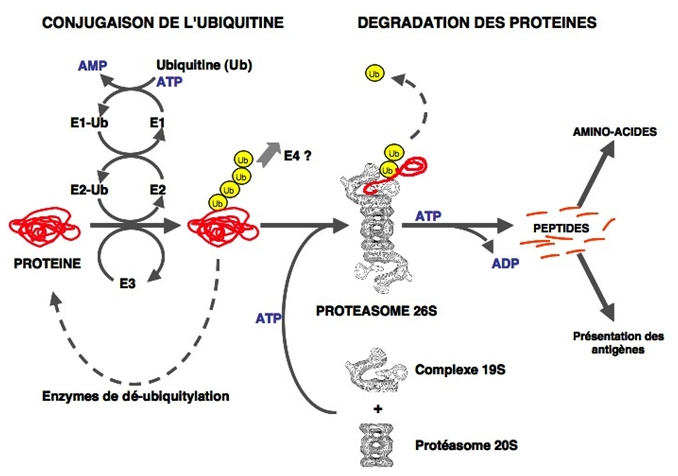 CONJUGAISON DE L'UBIQUITINE
DEGRADATION DES PROTEINES
AMP
Ubiquitine (Ub)
ATP
E1-Ub
E1
E2-Ub
E2
E3
PROTEINE
Ub
Ub
Ub
Ub
E4 ?
Enzymes de dé-ubiquitylation
ATP
Ub
Ub
Ub
PROTEASOME 26S
Complexe 19S
+
Protéasome 20S
ATP
ADP
PEPTIDES
AMINO-ACIDES
Présentation des
antigènes